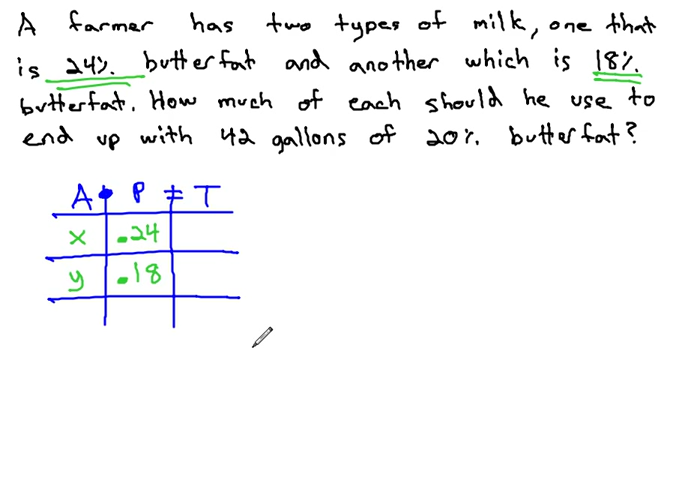 A farmer has two types of milk, one that
is 24% butterfat and another which is 18%
butterfat. How much of each should he use to
end up with 42 gallons of 20% butterfat?
A • P = T
x .24
y .18